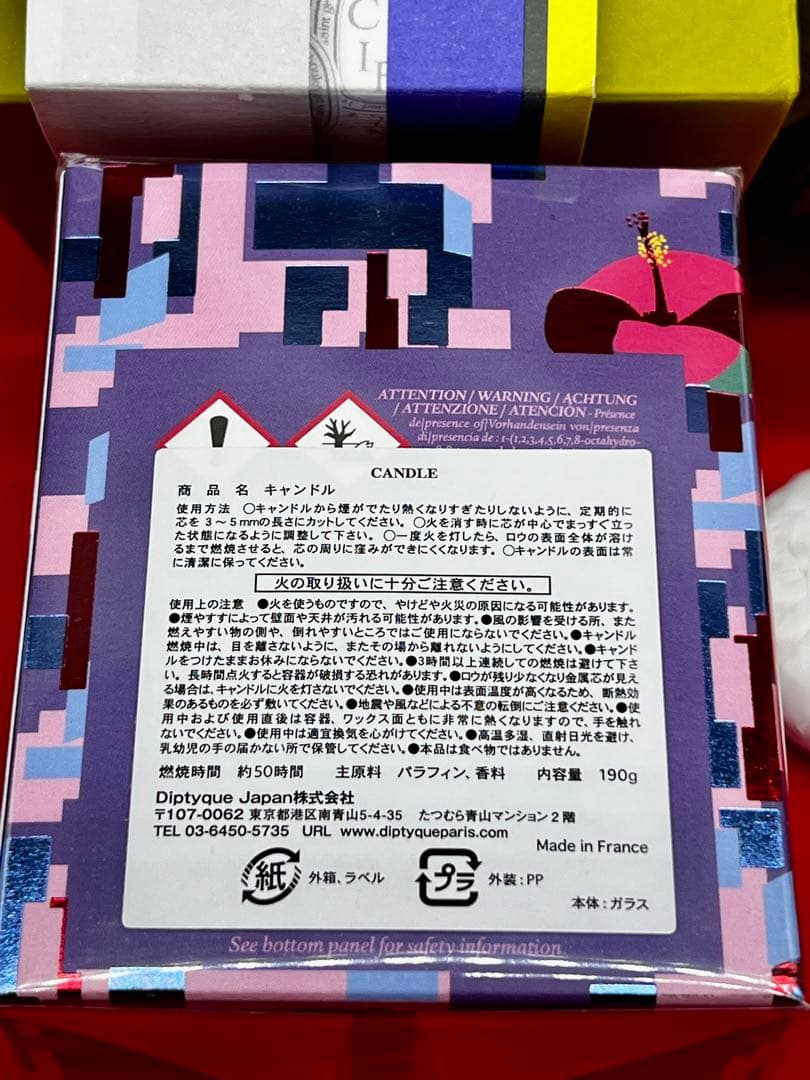 ATTENTION / WARNING / ACHTUNG
/ ATTENZIONE / ATENCIÓN - Présence
de/presence of/Vorhandensein von/presenza
di/presencia de : 1-(1,2,3,4,5,6,7,8-octahydro-
CANDLE
商品名 キャンドル
使用方法 ○キャンドルから煙がでたり熱くなりすぎたりしないように、定期的に
芯を3～5mmの長さにカットしてください。○火を消す時に芯が中心でまっすぐ立っ
た状態になるように調整して下さい。 ○一度火を灯したら、ロウの表面全体が溶け
るまで燃焼させると、芯の周りに窪みができにくくなります。○キャンドルの表面は常
に清潔に保ってください。
火の取り扱いに十分ご注意ください。
使用上の注意 ●火を使うものですので、やけどや火災の原因になる可能性があります。
●煙やすすによって壁面や天井が汚れる可能性があります。●風の影響を受ける所、また
燃えやすい物の側や、倒れやすいところではご使用にならないでください。●キャンドル
燃焼中は、目を離さないように、またその場から離れないようにしてください。●キャンド
ルをつけたままお休みにならないでください。●3時間以上連続しての燃焼は避けて下さ
い。長時間点火すると容器が破損する恐れがあります。●ロウが残り少なくなり金属芯が見え
る場合は、キャンドルに火を灯さないでください。●使用中は表面温度が高くなるため、断熱効
果のあるものを必ず敷いてください。●地震や風などによる不意の転倒にご注意ください。●使
用中および使用直後は容器、ワックス面ともに非常に熱くなりますので、手を触れ
ないでください。●使用中は適宜換気を心がけてください。●高温多湿、直射日光を避け、
乳幼児の手の届かない所で保管してください。●本品は食べ物ではありません。
燃焼時間 約50時間 主原料 パラフィン、香料 内容量 190g
Diptyque Japan株式会社
〒107-0062 東京都港区南青山5-4-35 たつむら青山マンション2階
TEL 03-6450-5735 URL www.diptyqueparis.com
Made in France
紙 外箱、ラベル プラ 外装:PP
本体:ガラス
See bottom panel for safety information